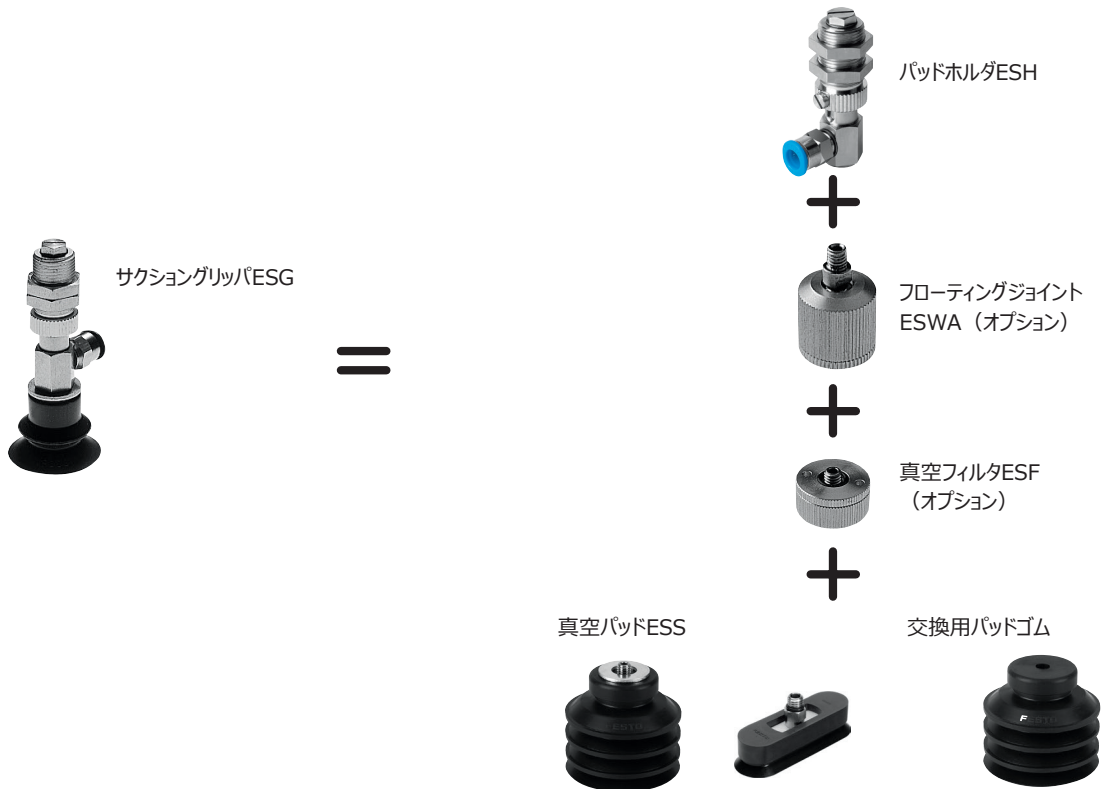 パッドホルダESH
サクショングリッパESG
フローティングジョイント
ESWA（オプション）
真空フィルタESF
（オプション）
真空パッドESS
交換用パッドゴム
FESTO
FESTO